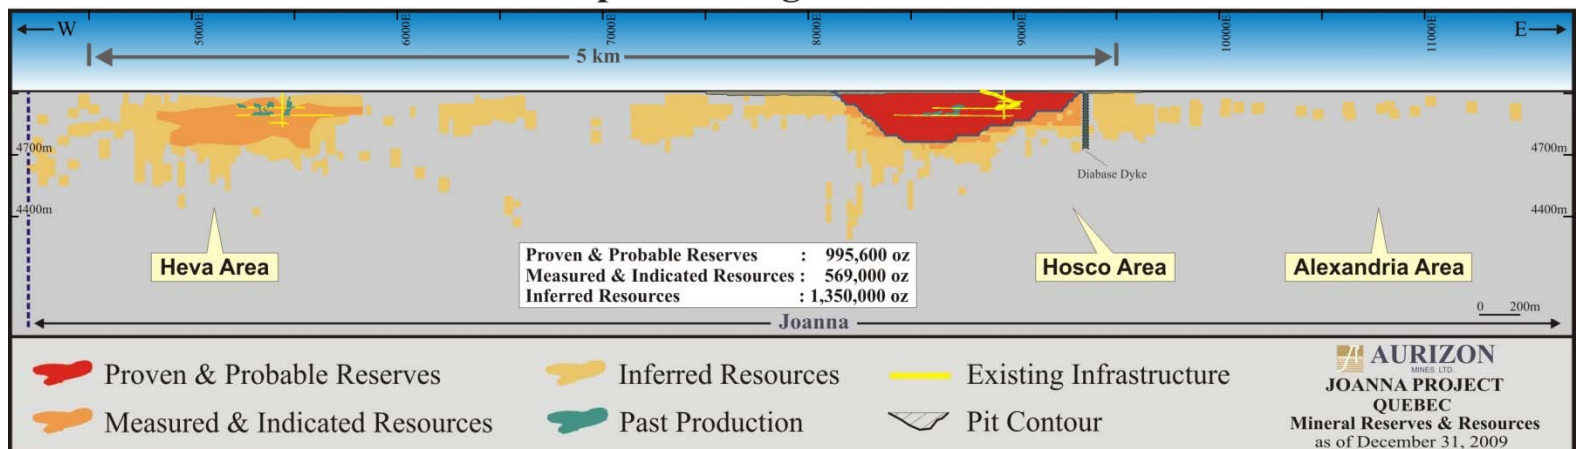 W
5000E
6000E
7000E
8000E
9000E
10000E
11000E
E
5 km
4700m
4700m
Diabase Dyke
4400m
4400m
Heva Area
Hosco Area
Alexandria Area
Proven & Probable Reserves : 995,600 oz
Measured & Indicated Resources : 569,000 oz
Inferred Resources : 1,350,000 oz
0 200m
Joanna
Proven & Probable Reserves
Inferred Resources
Existing Infrastructure
Measured & Indicated Resources
Past Production
Pit Contour
AURIZON
MINES LTD.
JOANNA PROJECT
QUEBEC
Mineral Reserves & Resources
as of December 31, 2009